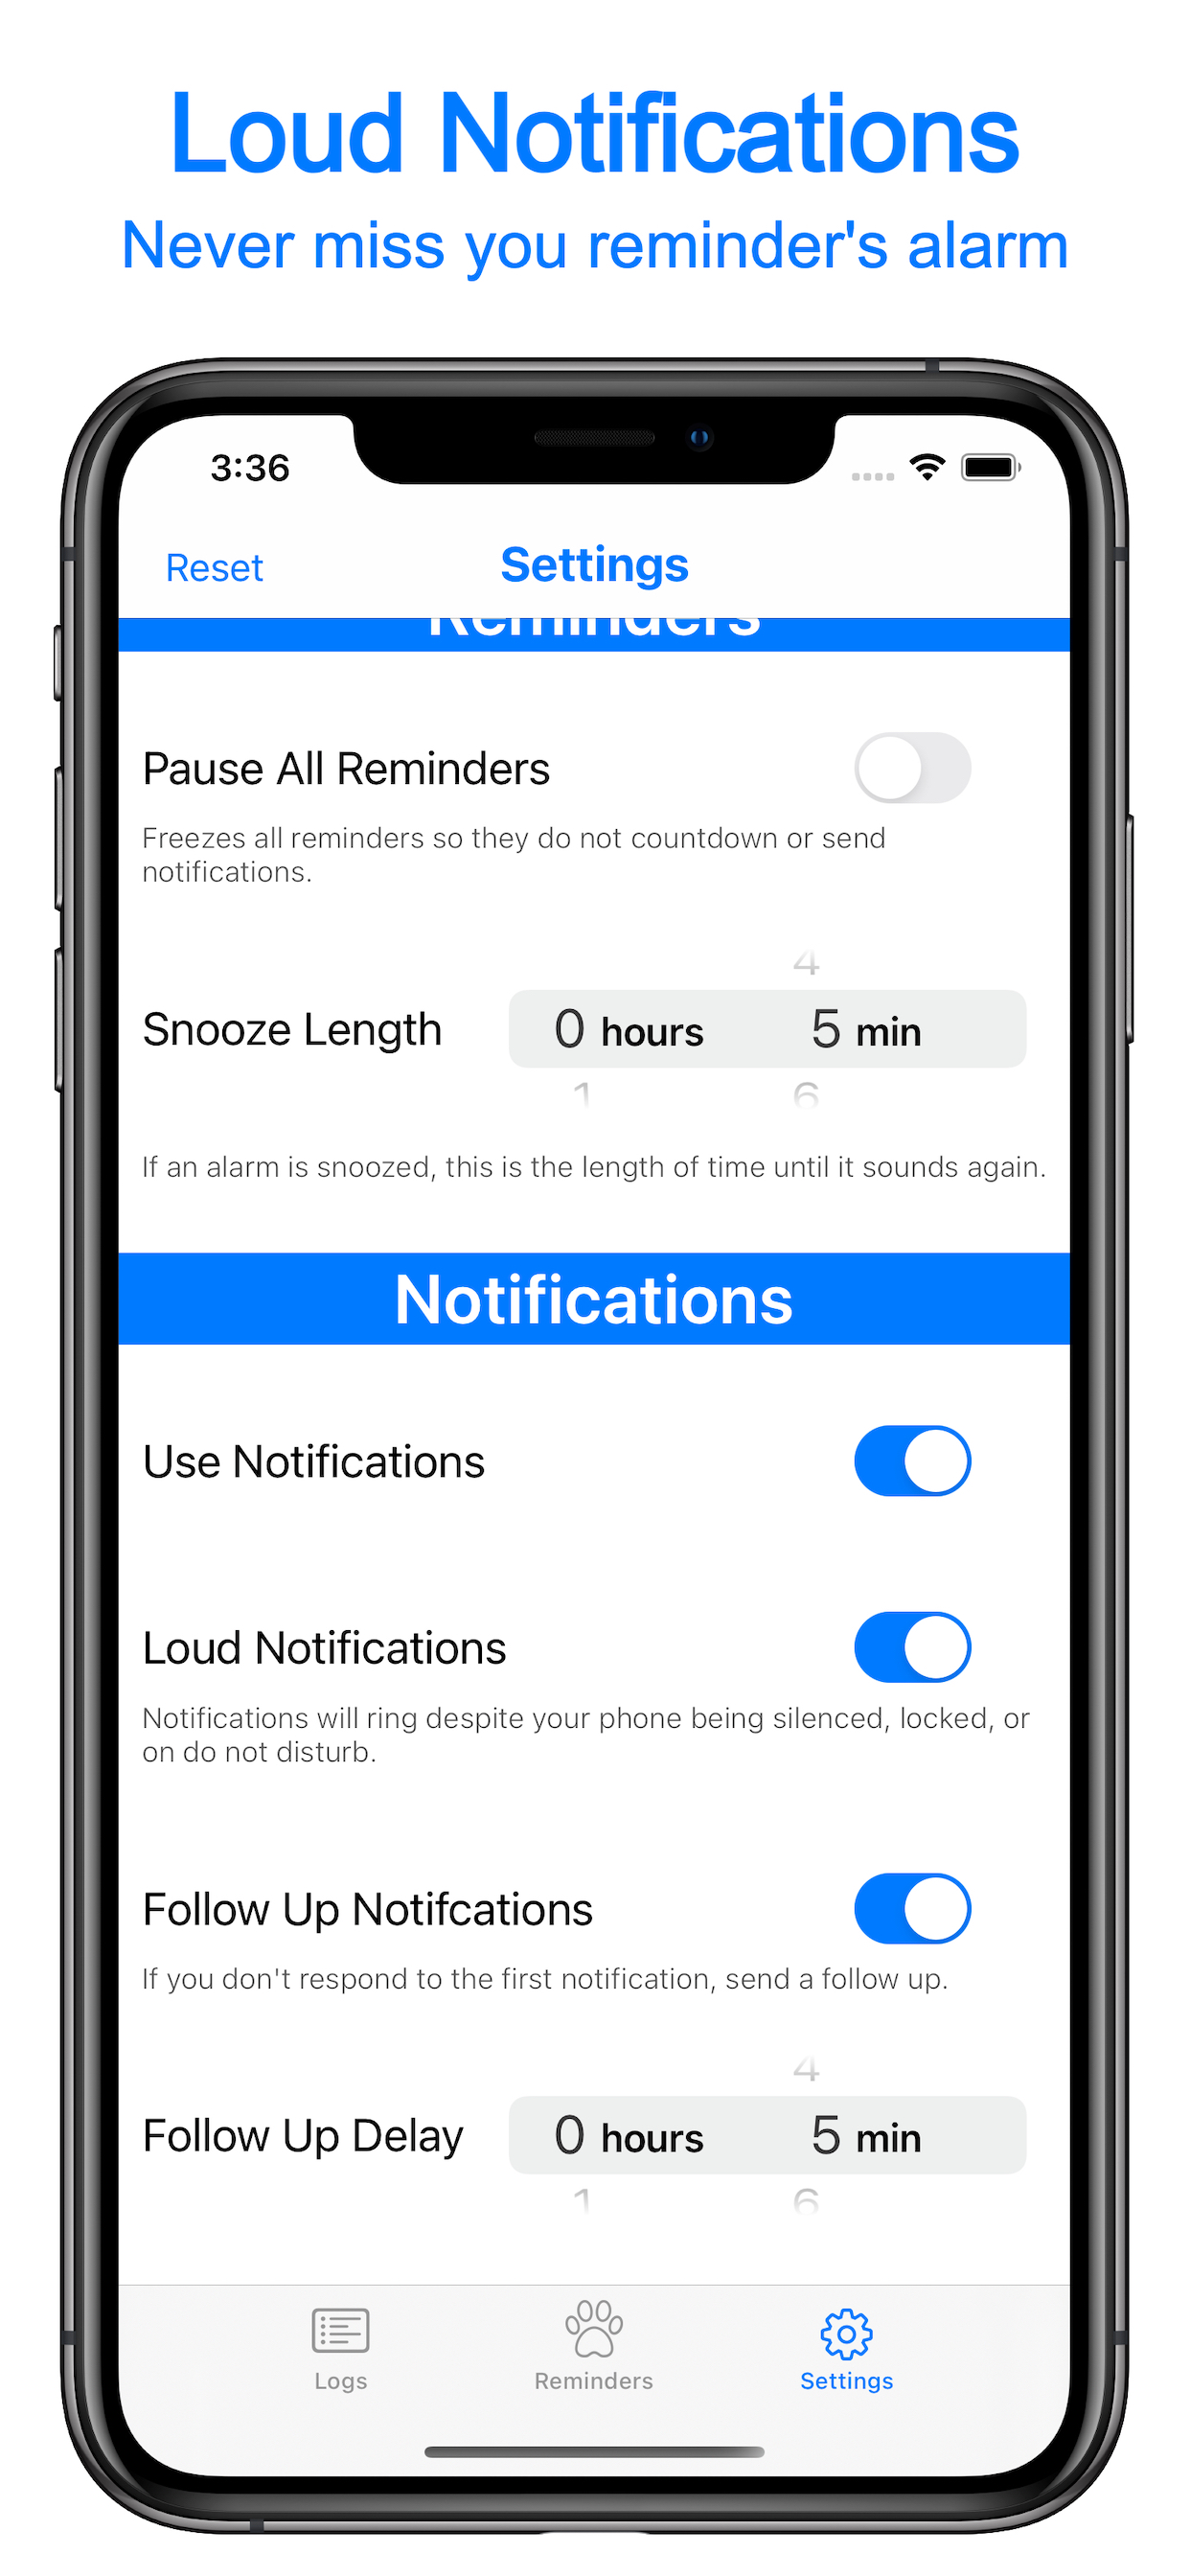 Loud Notifications
Never miss you reminder's alarm
3:36
Reset
Settings
Reminders
Pause All Reminders
Freezes all reminders so they do not countdown or send
notifications.
4
Snooze Length
0 hours 5 min
1 6
If an alarm is snoozed, this is the length of time until it sounds again.
Notifications
Use Notifications
Loud Notifications
Notifications will ring despite your phone being silenced, locked, or
on do not disturb.
Follow Up Notifcations
If you don't respond to the first notification, send a follow up.
4
Follow Up Delay
0 hours 5 min
1 6
Logs
Reminders
Settings